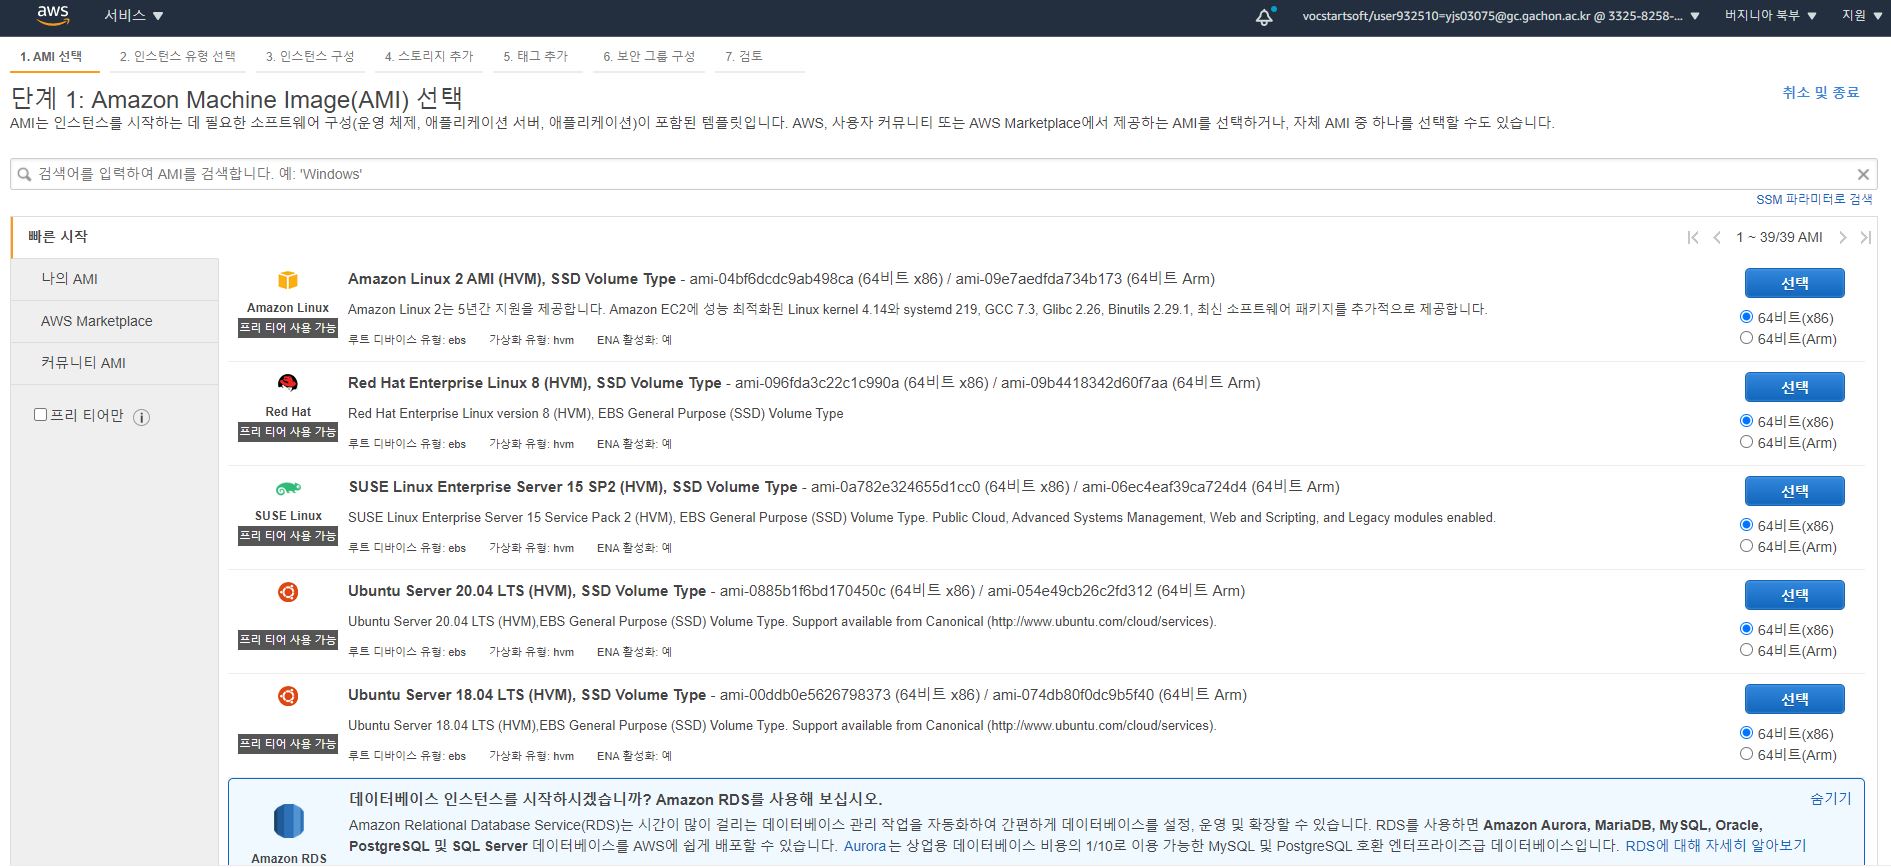 aws
서비스
vocstartsoft/user932510=yjs03075@gc.gachon.ac.kr @ 3325-8258-...
버지니아 북부
지원
1. AMI 선택
2. 인스턴스 유형 선택
3. 인스턴스 구성
4. 스토리지 추가
5. 태그 추가
6. 보안 그룹 구성
7. 검토
단계 1: Amazon Machine Image(AMI) 선택
취소 및 종료
AMI는 인스턴스를 시작하는 데 필요한 소프트웨어 구성(운영 체제, 애플리케이션 서버, 애플리케이션)이 포함된 템플릿입니다. AWS, 사용자 커뮤니티 또는 AWS Marketplace에서 제공하는 AMI를 선택하거나, 자체 AMI 중 하나를 선택할 수도 있습니다.
검색어를 입력하여 AMI를 검색합니다. 예: 'Windows'
SSM 파라미터로 검색
빠른 시작
1 ~ 39/39 AMI
나의 AMI
AWS Marketplace
커뮤니티 AMI
프리 티어만
Amazon Linux
프리 티어 사용 가능
Amazon Linux 2 AMI (HVM), SSD Volume Type - ami-04bf6dcdc9ab498ca (64비트 x86) / ami-09e7aedfda734b173 (64비트 Arm)
Amazon Linux 2는 5년간 지원을 제공합니다. Amazon EC2에 성능 최적화된 Linux kernel 4.14와 systemd 219, GCC 7.3, Glibc 2.26, Binutils 2.29.1, 최신 소프트웨어 패키지를 추가적으로 제공합니다.
루트 디바이스 유형: ebs 가상화 유형: hvm ENA 활성화: 예
선택
64비트(x86)
64비트(Arm)
Red Hat
프리 티어 사용 가능
Red Hat Enterprise Linux 8 (HVM), SSD Volume Type - ami-096fda3c22c1c990a (64비트 x86) / ami-09b4418342d60f7aa (64비트 Arm)
Red Hat Enterprise Linux version 8 (HVM), EBS General Purpose (SSD) Volume Type
루트 디바이스 유형: ebs 가상화 유형: hvm ENA 활성화: 예
선택
64비트(x86)
64비트(Arm)
SUSE Linux
프리 티어 사용 가능
SUSE Linux Enterprise Server 15 SP2 (HVM), SSD Volume Type - ami-0a782e324655d1cc0 (64비트 x86) / ami-06ec4eaf39ca724d4 (64비트 Arm)
SUSE Linux Enterprise Server 15 Service Pack 2 (HVM), EBS General Purpose (SSD) Volume Type. Public Cloud, Advanced Systems Management, Web and Scripting, and Legacy modules enabled.
루트 디바이스 유형: ebs 가상화 유형: hvm ENA 활성화: 예
선택
64비트(x86)
64비트(Arm)
프리 티어 사용 가능
Ubuntu Server 20.04 LTS (HVM), SSD Volume Type - ami-0885b1f6bd170450c (64비트 x86) / ami-054e49cb26c2fd312 (64비트 Arm)
Ubuntu Server 20.04 LTS (HVM),EBS General Purpose (SSD) Volume Type. Support available from Canonical (http://www.ubuntu.com/cloud/services).
루트 디바이스 유형: ebs 가상화 유형: hvm ENA 활성화: 예
선택
64비트(x86)
64비트(Arm)
프리 티어 사용 가능
Ubuntu Server 18.04 LTS (HVM), SSD Volume Type - ami-00ddb0e5626798373 (64비트 x86) / ami-074db80f0dc9b5f40 (64비트 Arm)
Ubuntu Server 18.04 LTS (HVM),EBS General Purpose (SSD) Volume Type. Support available from Canonical (http://www.ubuntu.com/cloud/services).
루트 디바이스 유형: ebs 가상화 유형: hvm ENA 활성화: 예
선택
64비트(x86)
64비트(Arm)
Amazon RDS
데이터베이스 인스턴스를 시작하시겠습니까? Amazon RDS를 사용해 보십시오.
숨기기
Amazon Relational Database Service(RDS)는 시간이 많이 걸리는 데이터베이스 관리 작업을 자동화하여 간편하게 데이터베이스를 설정, 운영 및 확장할 수 있습니다. RDS를 사용하면 Amazon Aurora, MariaDB, MySQL, Oracle,
PostgreSQL 및 SQL Server 데이터베이스를 AWS에 쉽게 배포할 수 있습니다. Aurora는 상업용 데이터베이스 비용의 1/10로 이용 가능한 MySQL 및 PostgreSQL 호환 엔터프라이즈급 데이터베이스입니다. RDS에 대해 자세히 알아보기